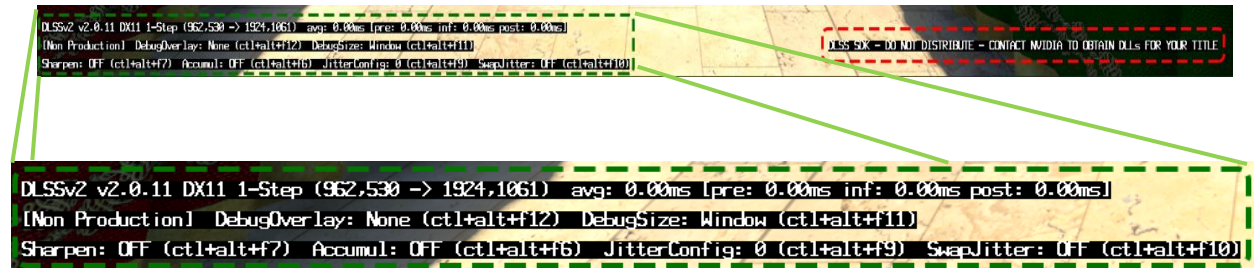 DLSSv2 v2.0.11 DX11 1-Step (962,530 -> 1924,1061) avg: 0.00ms [pre: 0.00ms inf: 0.00ms post: 0.00ms]
[Non Production] DebugOverlay: None (ctl+alt+f12) DebugSize: Window (ctl+alt+f11)
DLSS SDK - DO NOT DISTRIBUTE - CONTACT NVIDIA TO OBTAIN DLLs FOR YOUR TITLE
Sharpen: OFF (ctl+alt+f7) Accumul: OFF (ctl+alt+f6) JitterConfig: 0 (ctl+alt+f9) SwapJitter: OFF (ctl+alt+f10)
DLSSv2 v2.0.11 DX11 1-Step (962,530 -> 1924,1061) avg: 0.00ms [pre: 0.00ms inf: 0.00ms post: 0.00ms]
[Non Production] DebugOverlay: None (ctl+alt+f12) DebugSize: Window (ctl+alt+f11)
Sharpen: OFF (ctl+alt+f7) Accumul: OFF (ctl+alt+f6) JitterConfig: 0 (ctl+alt+f9) SwapJitter: OFF (ctl+alt+f10)